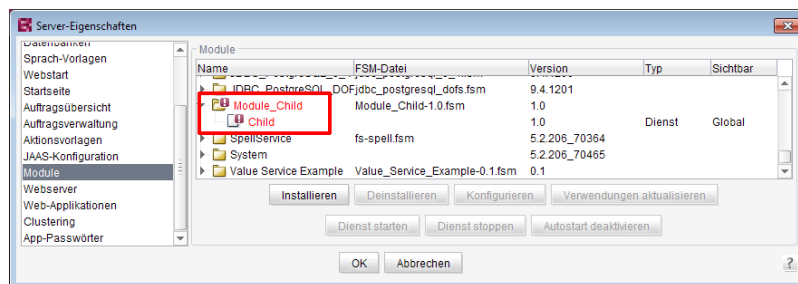 Server-Eigenschaften
Datenbanken
Sprach-Vorlagen
Webstart
Startseite
Auftragsübersicht
Auftragsverwaltung
Aktionsvorlagen
JAAS-Konfiguration
Module
Webserver
Web-Applikationen
Clustering
App-Passwörter
Module
Name FSM-Datei Version Typ Sichtbar
JDBC_PostgreSQL_DOF jdbc_postgresql_dofs.fsm 9.4.1201
Module_Child Module_Child-1.0.fsm 1.0
Child 1.0 Dienst Global
SpellService fs-spell.fsm 5.2.206_70364
System 5.2.206_70465
Value Service Example Value_Service_Example-0.1.fsm 0.1
Installieren Deinstallieren Konfigurieren Verwendungen aktualisieren
Dienst starten Dienst stoppen Autostart deaktivieren
OK Abbrechen ?